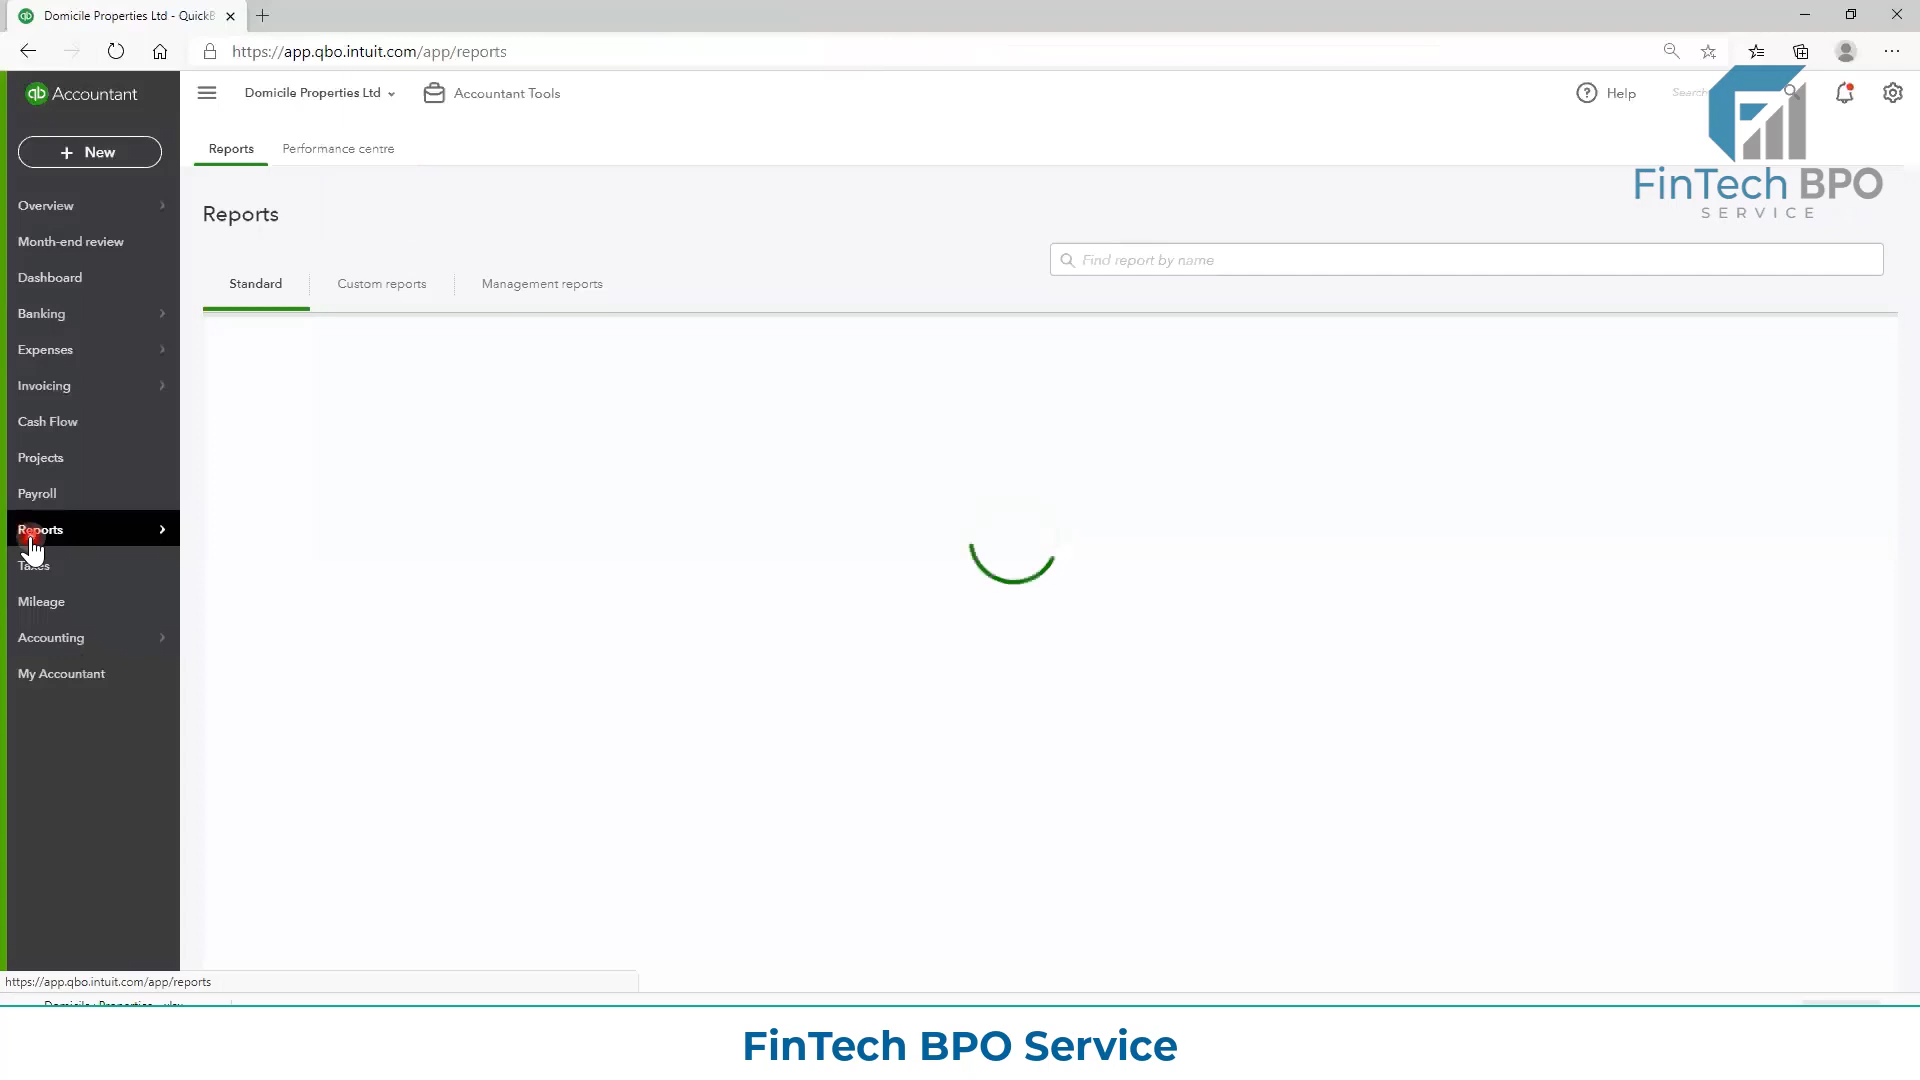 Domicile Properties Ltd - QuickB
https://app.qbo.intuit.com/app/reports
qb Accountant
Domicile Properties Ltd
Accountant Tools
Help
Search
+ New
Reports
Performance centre
FinTech BPO
SERVICE
Overview
Reports
Month-end review
Find report by name
Dashboard
Standard
Custom reports
Management reports
Banking
Expenses
Invoicing
Cash Flow
Projects
Payroll
Reports
Taxes
Mileage
Accounting
My Accountant
https://app.qbo.intuit.com/app/reports
FinTech BPO Service